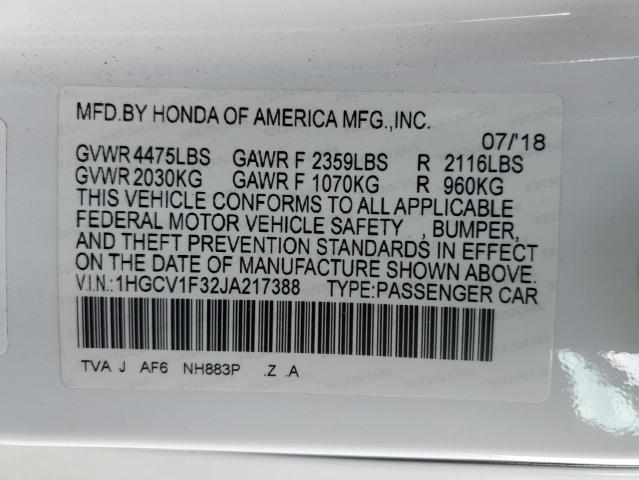 MFD.BY HONDA OF AMERICA MFG.,INC.
07/'18
GVWR 4475LBS GAWR F 2359LBS R 2116LBS
GVWR 2030KG GAWR F 1070KG R 960KG
THIS VEHICLE CONFORMS TO ALL APPLICABLE
FEDERAL MOTOR VEHICLE SAFETY , BUMPER,
AND THEFT PREVENTION STANDARDS IN EFFECT
ON THE DATE OF MANUFACTURE SHOWN ABOVE.
V.I.N.:1HGCV1F32JA217388 TYPE:PASSENGER CAR
TVA J AF6 NH883P .Z .A